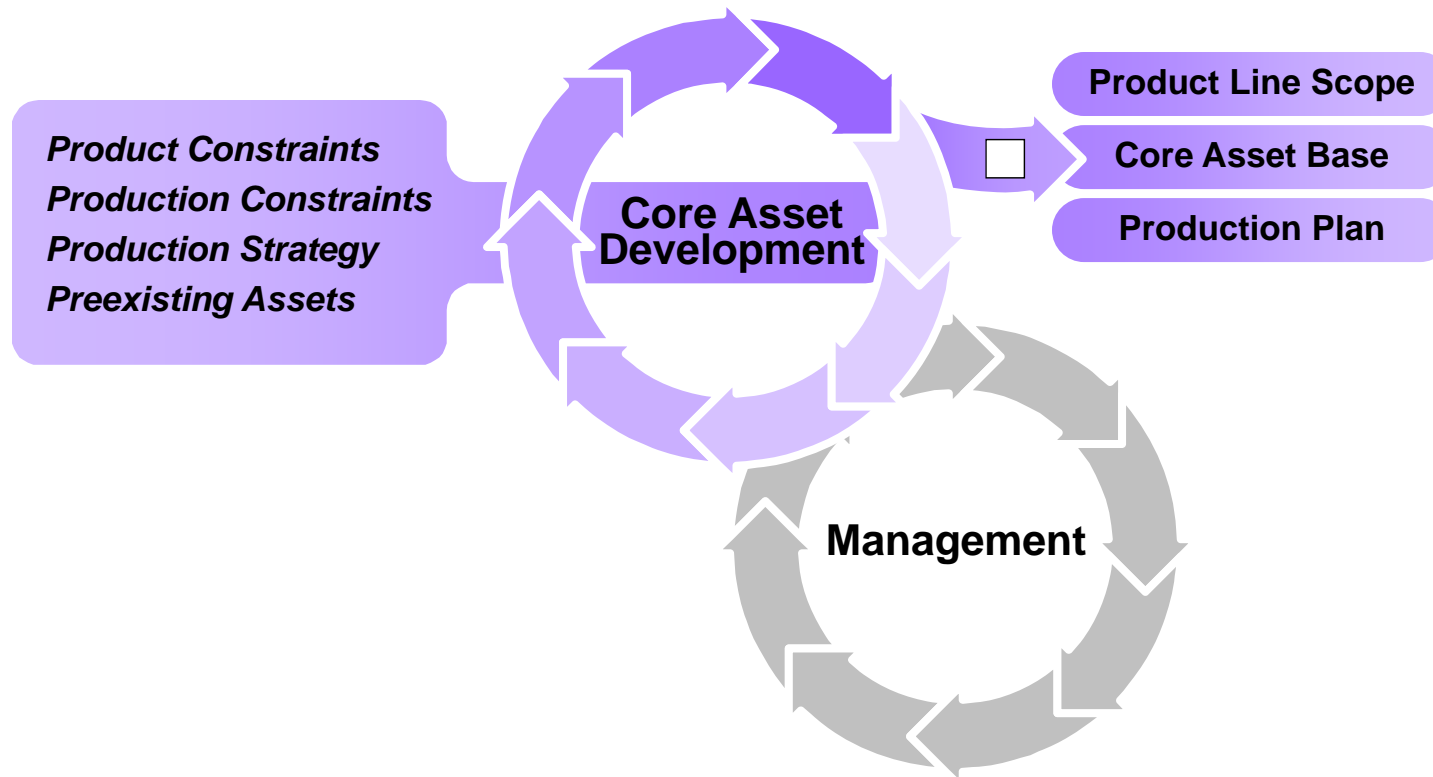 Product Constraints
Production Constraints
Production Strategy
Preexisting Assets
Core Asset
Development
Product Line Scope
Core Asset Base
Production Plan
Management